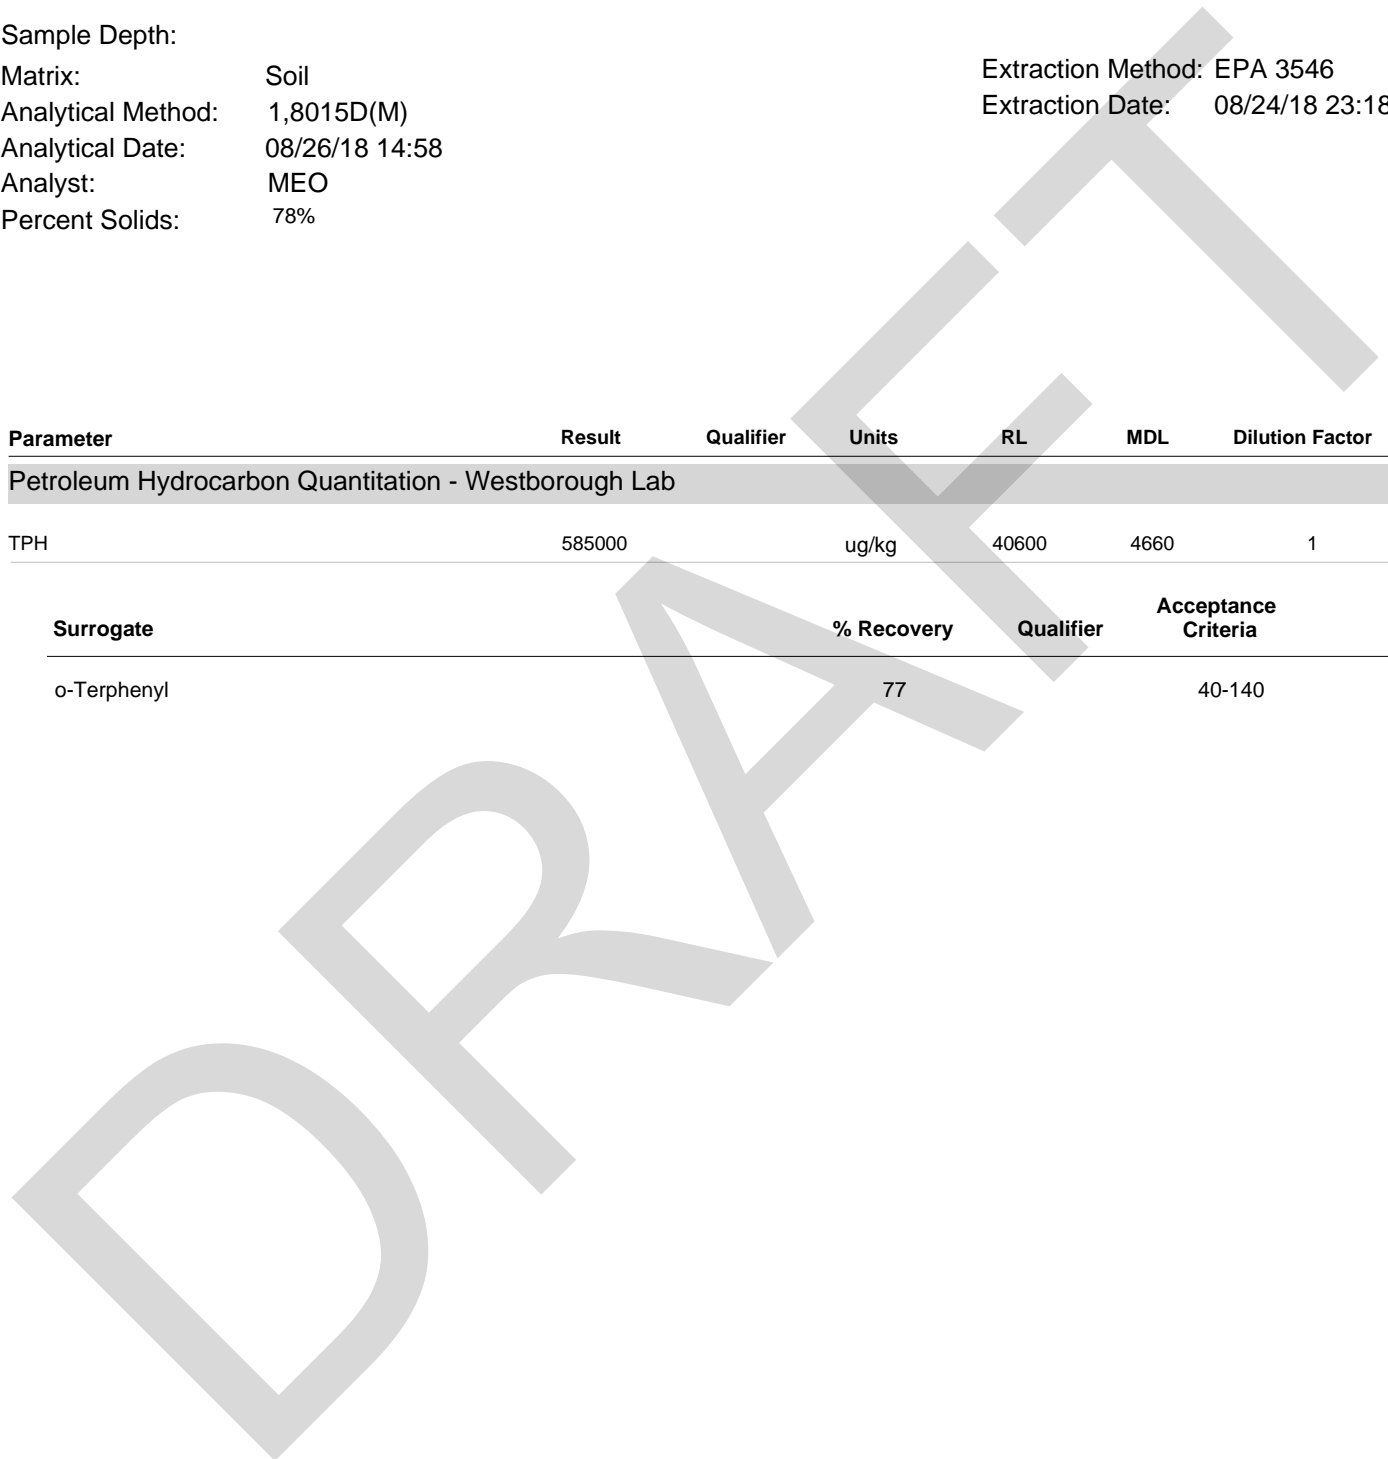 Sample Depth:
Matrix: Soil
Extraction Method: EPA 3546
Analytical Method: 1,8015D(M)
Extraction Date: 08/24/18 23:18
Analytical Date: 08/26/18 14:58
Analyst: MEO
Percent Solids: 78%
Parameter Result Qualifier Units RL MDL Dilution Factor
Petroleum Hydrocarbon Quantitation - Westborough Lab
TPH 585000 ug/kg 40600 4660 1
Surrogate % Recovery Qualifier Acceptance Criteria
o-Terphenyl 77 40-140
DRAFT